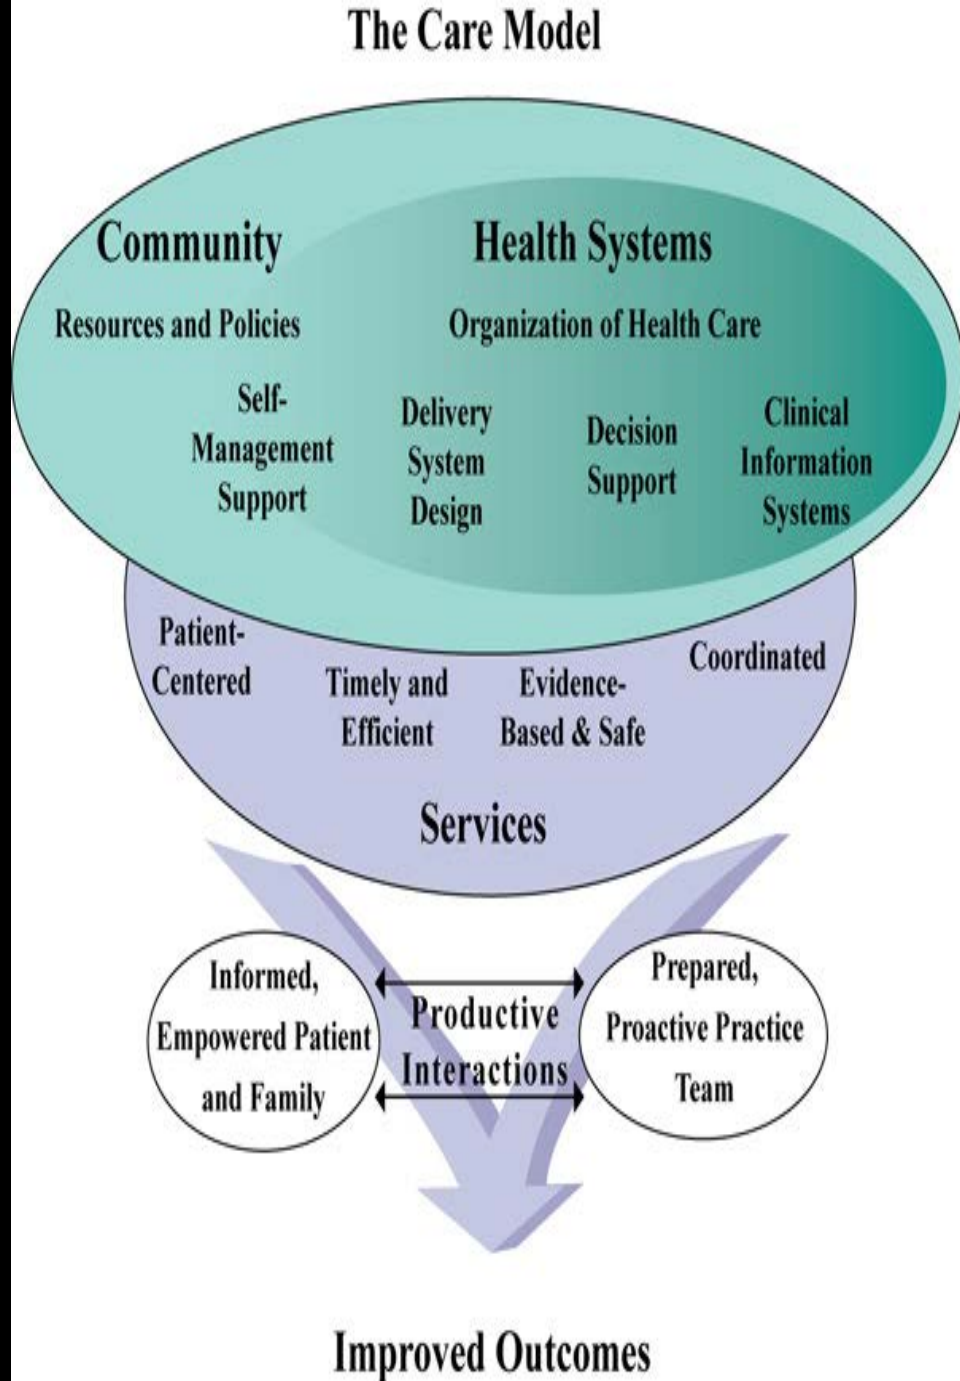 The Care Model
Community
Health Systems
Resources and Policies
Organization of Health Care
Self-
Management
Support
Delivery
System
Design
Decision
Support
Clinical
Information
Systems
Patient-
Centered
Timely and
Efficient
Evidence-
Based & Safe
Coordinated
Services
Informed,
Empowered Patient
and Family
Productive
Interactions
Prepared,
Proactive Practice
Team
Improved Outcomes